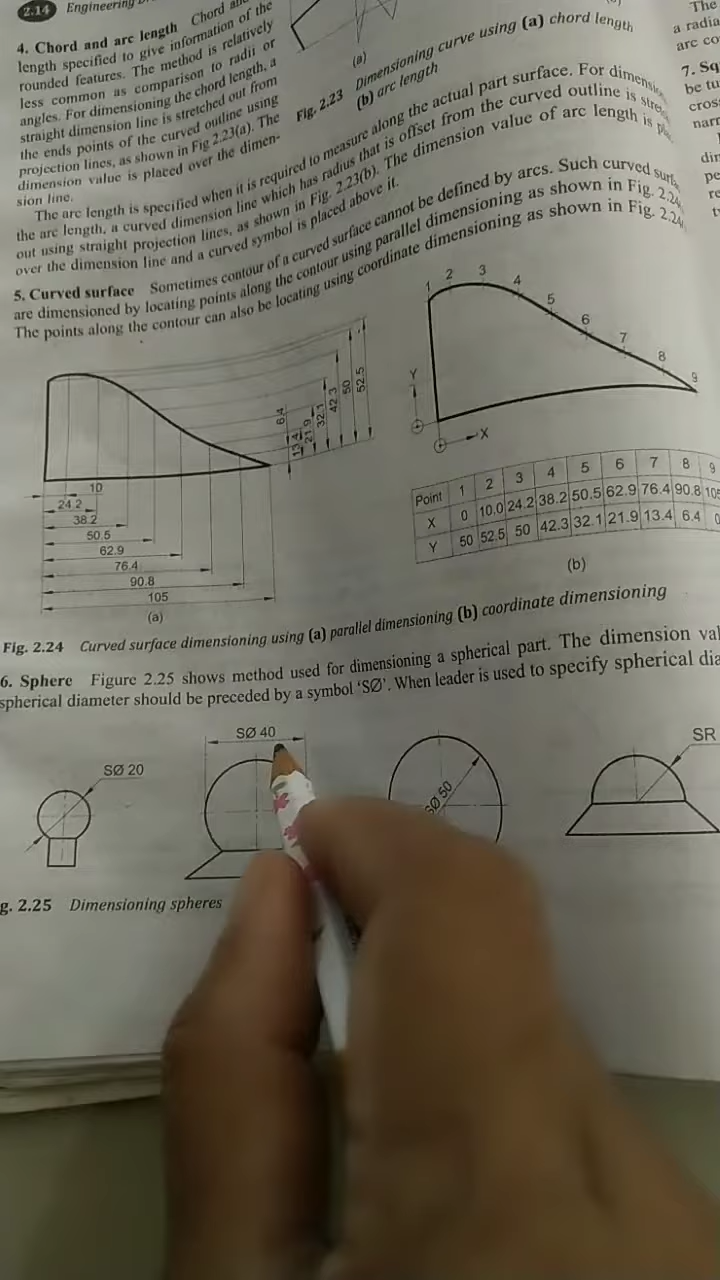 2.14 Engineering
4. Chord and arc length Chord
length specified to give information of the
rounded features. The method is relatively
less common as comparison to radii or
angles. For dimensioning the chord length, a
straight dimension line is stretched out from
the ends points of the curved outline using
projection lines, as shown in Fig 2.23(a). The
dimension value is placed over the dimen-
sion line.
(a)
Fig. 2.23 Dimensioning curve using (a) chord length
(b) arc length
The arc length is specified when it is required to measure along the actual part surface. For
the arc length, a curved dimension line which has radius that is offset from the curved outline is
out using straight projection lines, as shown in Fig. 2.23(b). The dimension value of arc length is
over the dimension line and a curved symbol is placed above it.
5. Curved surface Sometimes contour of a curved surface cannot be defined by arcs. Such curved
are dimensioned by locating points along the contour using parallel dimensioning as shown in Fig. 2.24
The points along the contour can also be locating using coordinate dimensioning as shown in Fig. 2.24
6.4
13.4
21.9
32.1
42.3
50
52.5
10
24.2
38.2
50.5
62.9
76.4
90.8
105
(a)
1 2 3 4 5 6 7 8 9
Y
X
Point 1 2 3 4 5 6 7 8 9
X 0 10.0 24.2 38.2 50.5 62.9 76.4 90.8 105
Y 50 52.5 50 42.3 32.1 21.9 13.4 6.4 0
(b)
Fig. 2.24 Curved surface dimensioning using (a) parallel dimensioning (b) coordinate dimensioning
6. Sphere Figure 2.25 shows method used for dimensioning a spherical part. The dimension
spherical diameter should be preceded by a symbol ‘SØ’. When leader is used to specify spherical
SØ 20
SØ 40
SØ 50
SR
g. 2.25 Dimensioning spheres
The
a radia
arc co
7. Sq
be tu
cros
narr